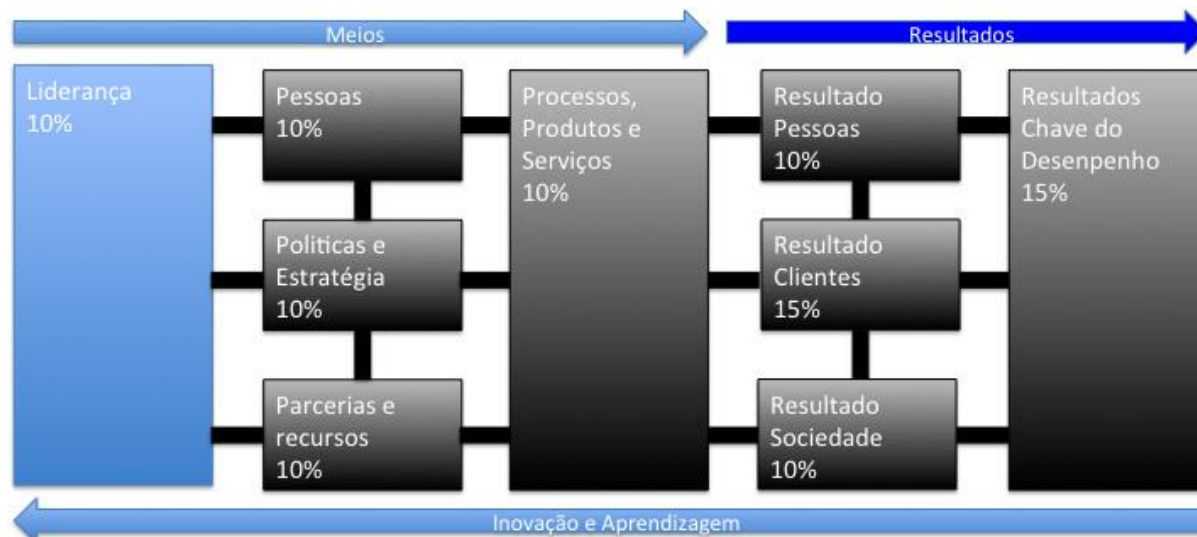 Meios
Resultados
Liderança
10%
Pessoas
10%
Politicas e
Estratégia
10%
Parcerias e
recursos
10%
Processos,
Produtos e
Serviços
10%
Resultado
Pessoas
10%
Resultado
Clientes
15%
Resultado
Sociedade
10%
Resultados
Chave do
Desenpenho
15%
Inovação e Aprendizagem